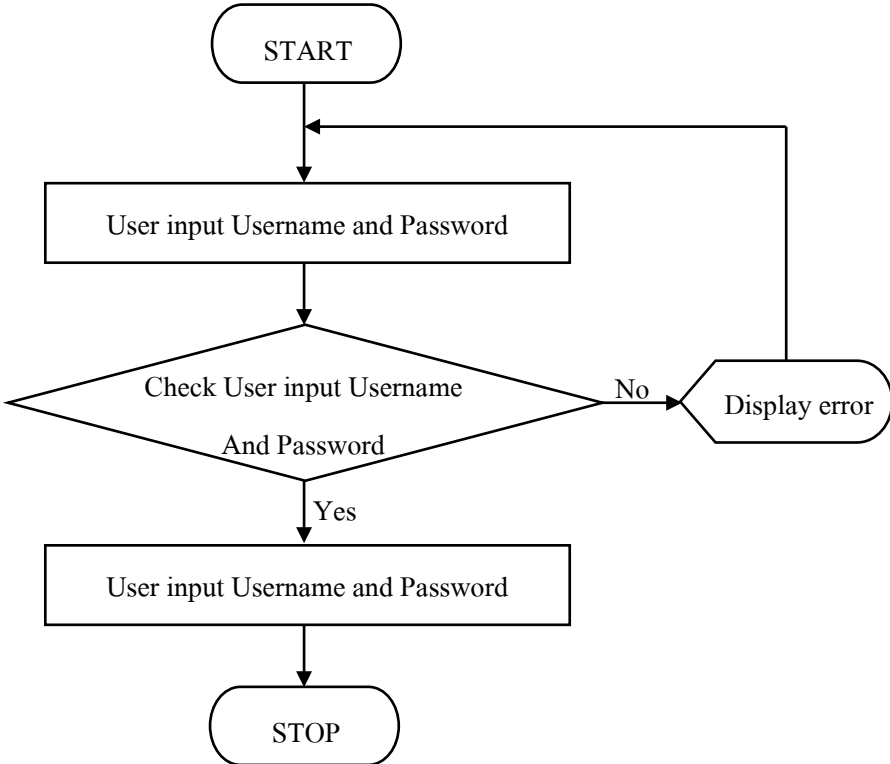 START
User input Username and Password
Check User input Username
And Password
No
Display error
Yes
User input Username and Password
STOP